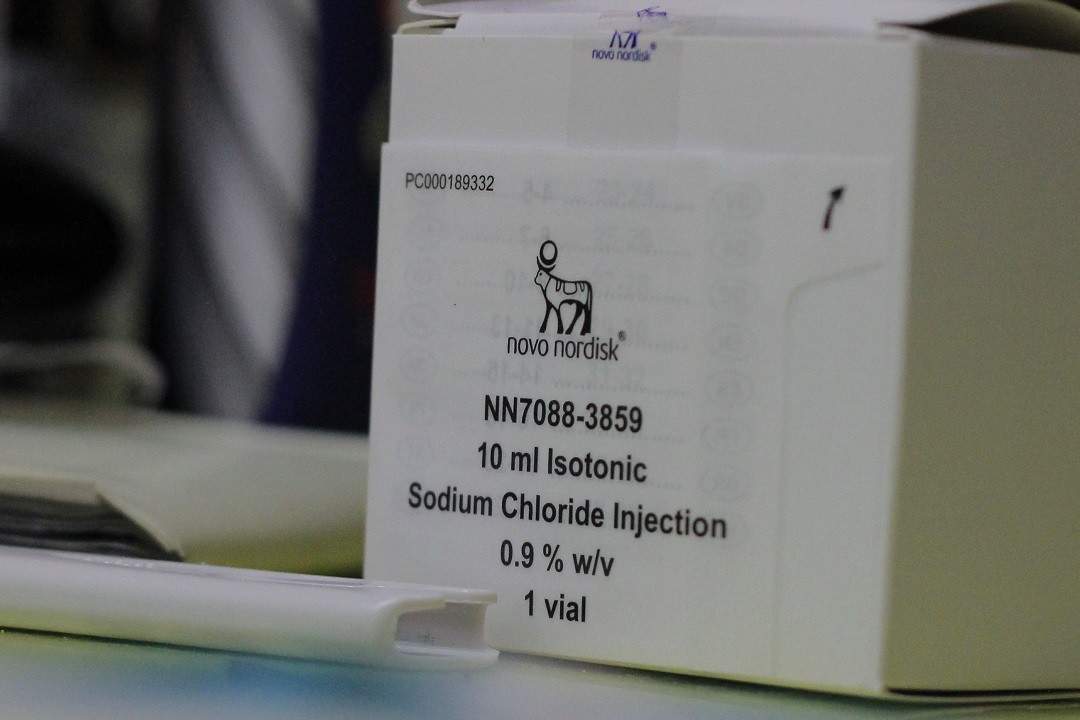 novo nordisk®
PC000189332
novo nordisk®
NN7088-3859
10 ml Isotonic
Sodium Chloride Injection
0.9 % w/v
1 vial